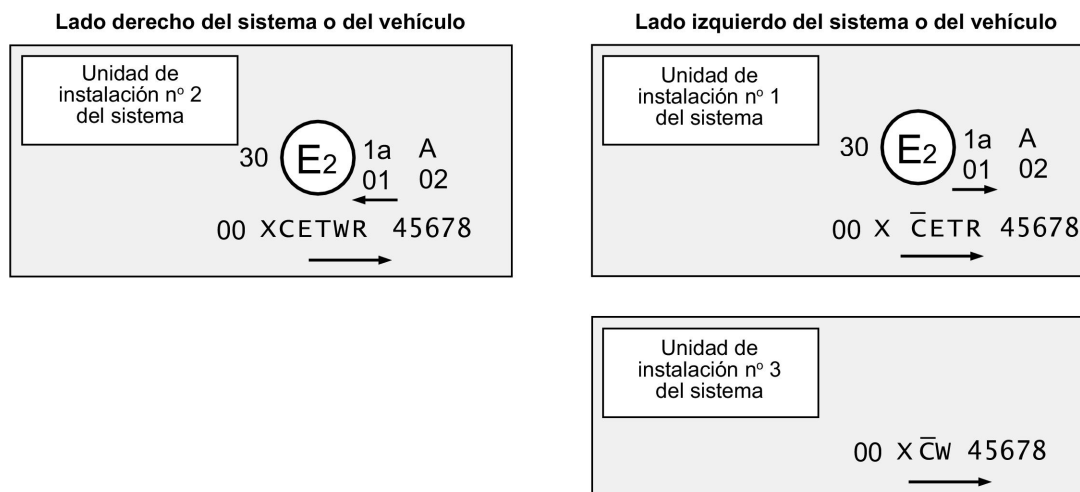 Lado derecho del sistema o del vehículo
Unidad de
instalación nº 2
del sistema
30 E2 1a A
01 02
00 XCETWR 45678
Lado izquierdo del sistema o del vehículo
Unidad de
instalación nº 1
del sistema
30 E2 1a A
01 02
00 X C̅ETR 45678
Unidad de
instalación nº 3
del sistema
00 X C̅W 45678